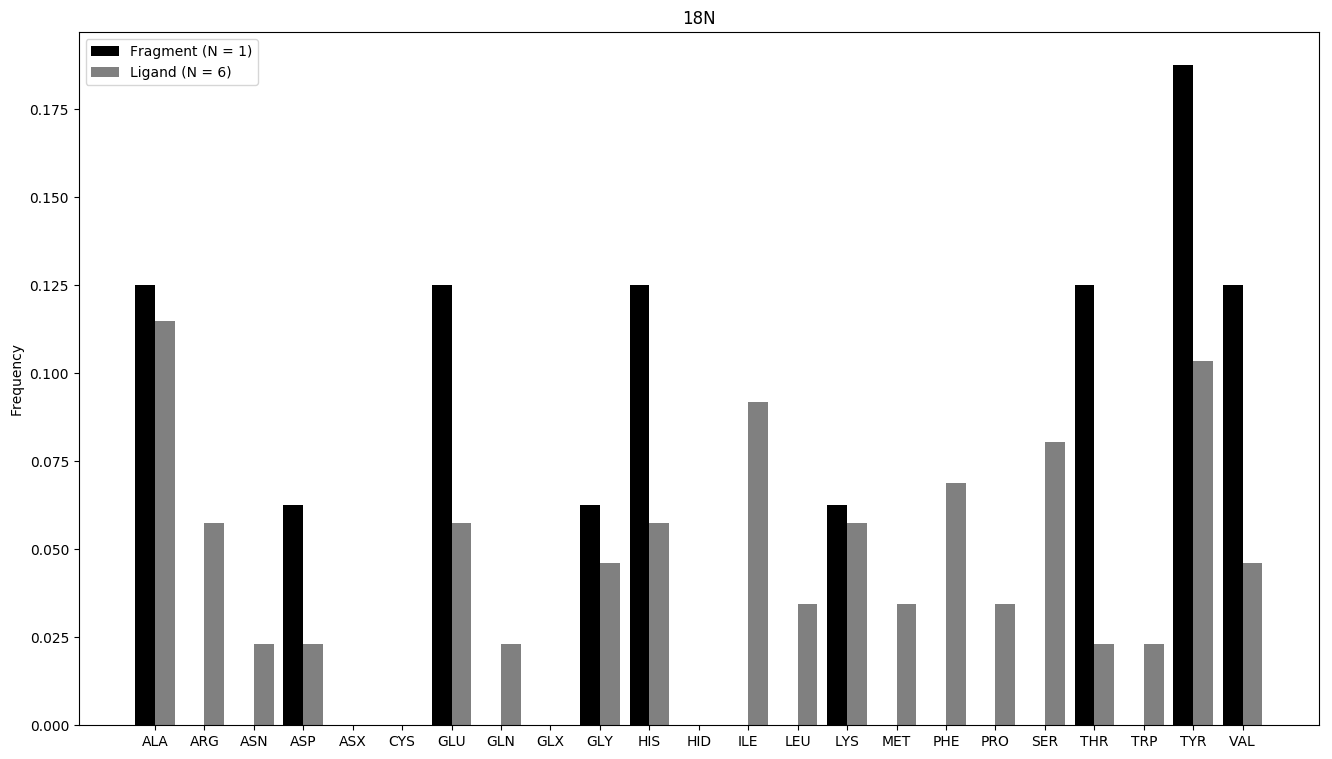 18N
Fragment (N = 1)
Ligand (N = 6)
Frequency
0.175
0.150
0.125
0.100
0.075
0.050
0.025
0.000
ALA ARG ASN ASP ASX CYS GLU GLN GLX GLY HIS HID ILE LEU LYS MET PHE PRO SER THR TRP TYR VAL